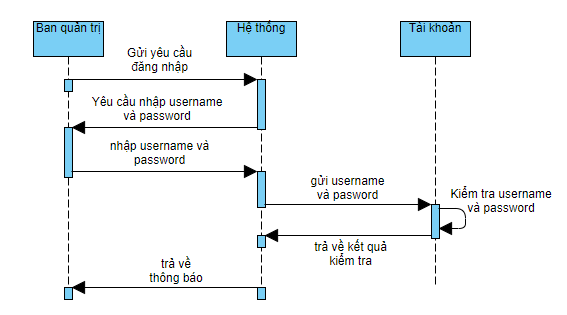 Ban quản trị
Hệ thống
Tài khoản
Gửi yêu cầu
đăng nhập
Yêu cầu nhập username
và password
nhập username và
password
gửi username
và pasword
Kiểm tra username
và password
trả về kết quả
kiểm tra
trả về
thông báo